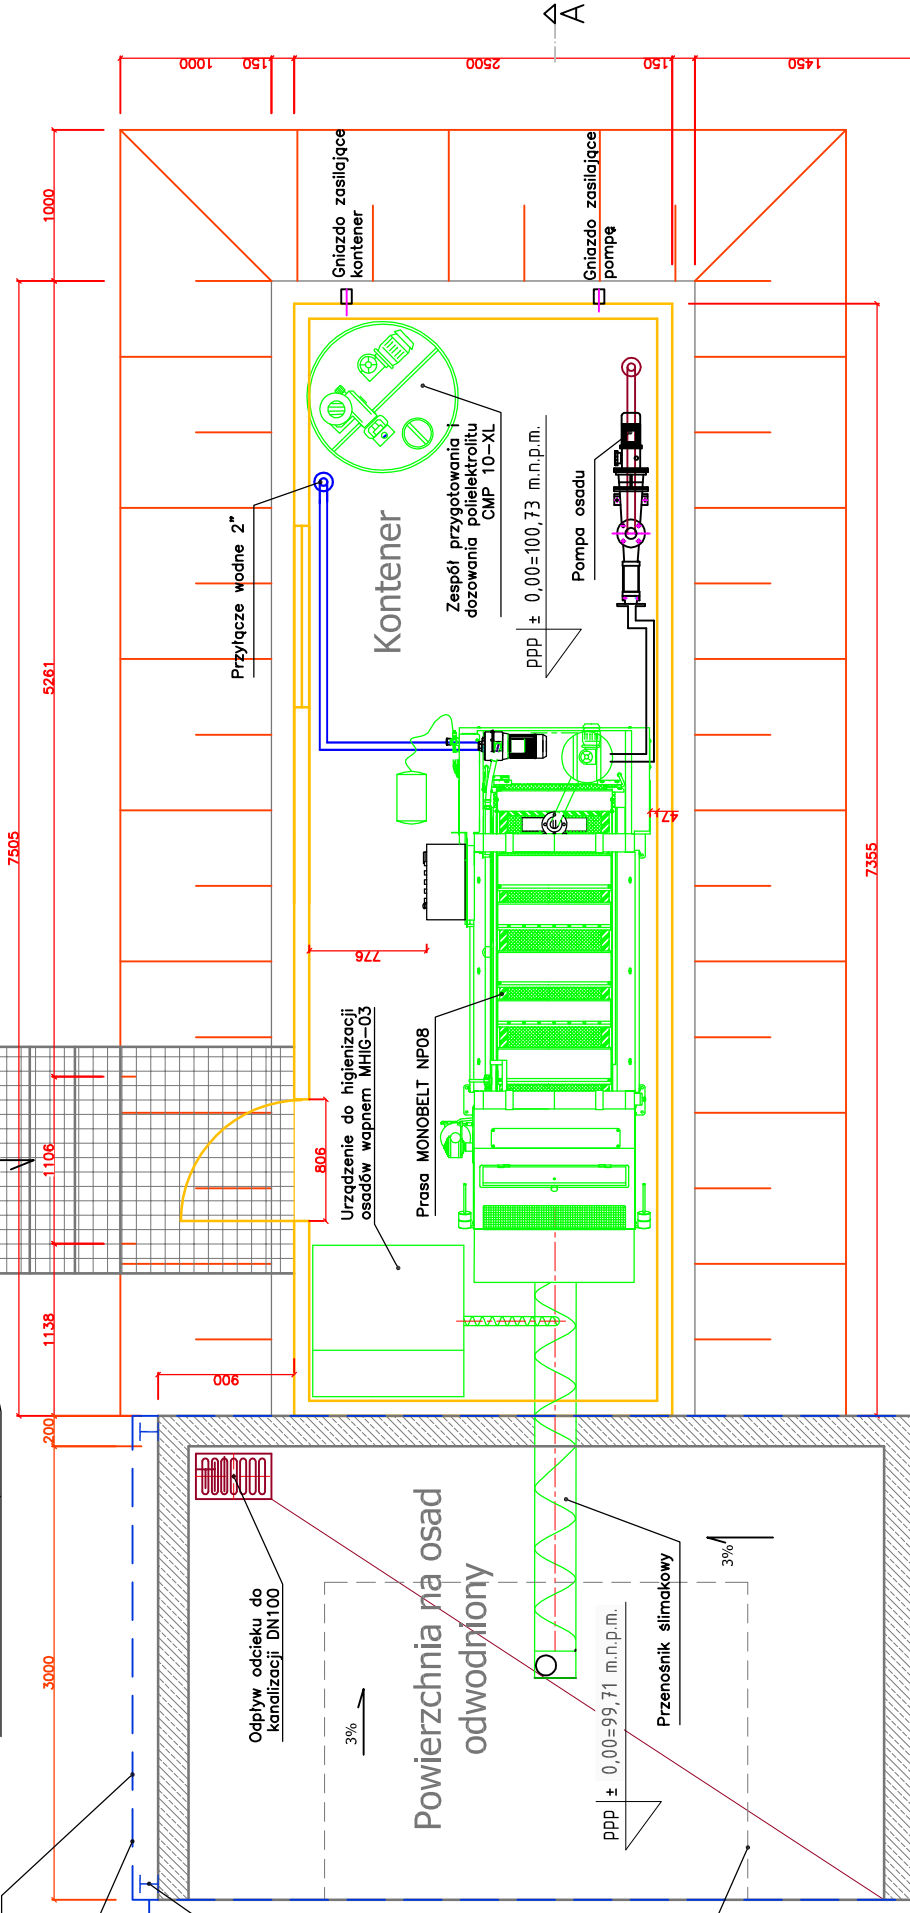 A
1000
150
2500
150
1450
1000
7505
5261
1106
1138
200
3000
Gniazdo zasilające
kontener
Gniazdo zasilające
pompę
Przyłącze wodne 2"
Kontener
Zespół przygotowania i
dozowania polielektrolitu
CMP 10-XL
ppp ± 0,00=100,73 m.n.p.m.
Pompa osadu
47
7355
776
Urządzenie do higienizacji
osadów wapnem MHIG-03
Prasa MONOBELT NP08
806
900
Odpływ odcieku do
kanalizacji DN100
3%
Powierzchnia na osad
odwodniony
ppp ± 0,00=99,71 m.n.p.m.
Przenośnik ślimakowy
3%